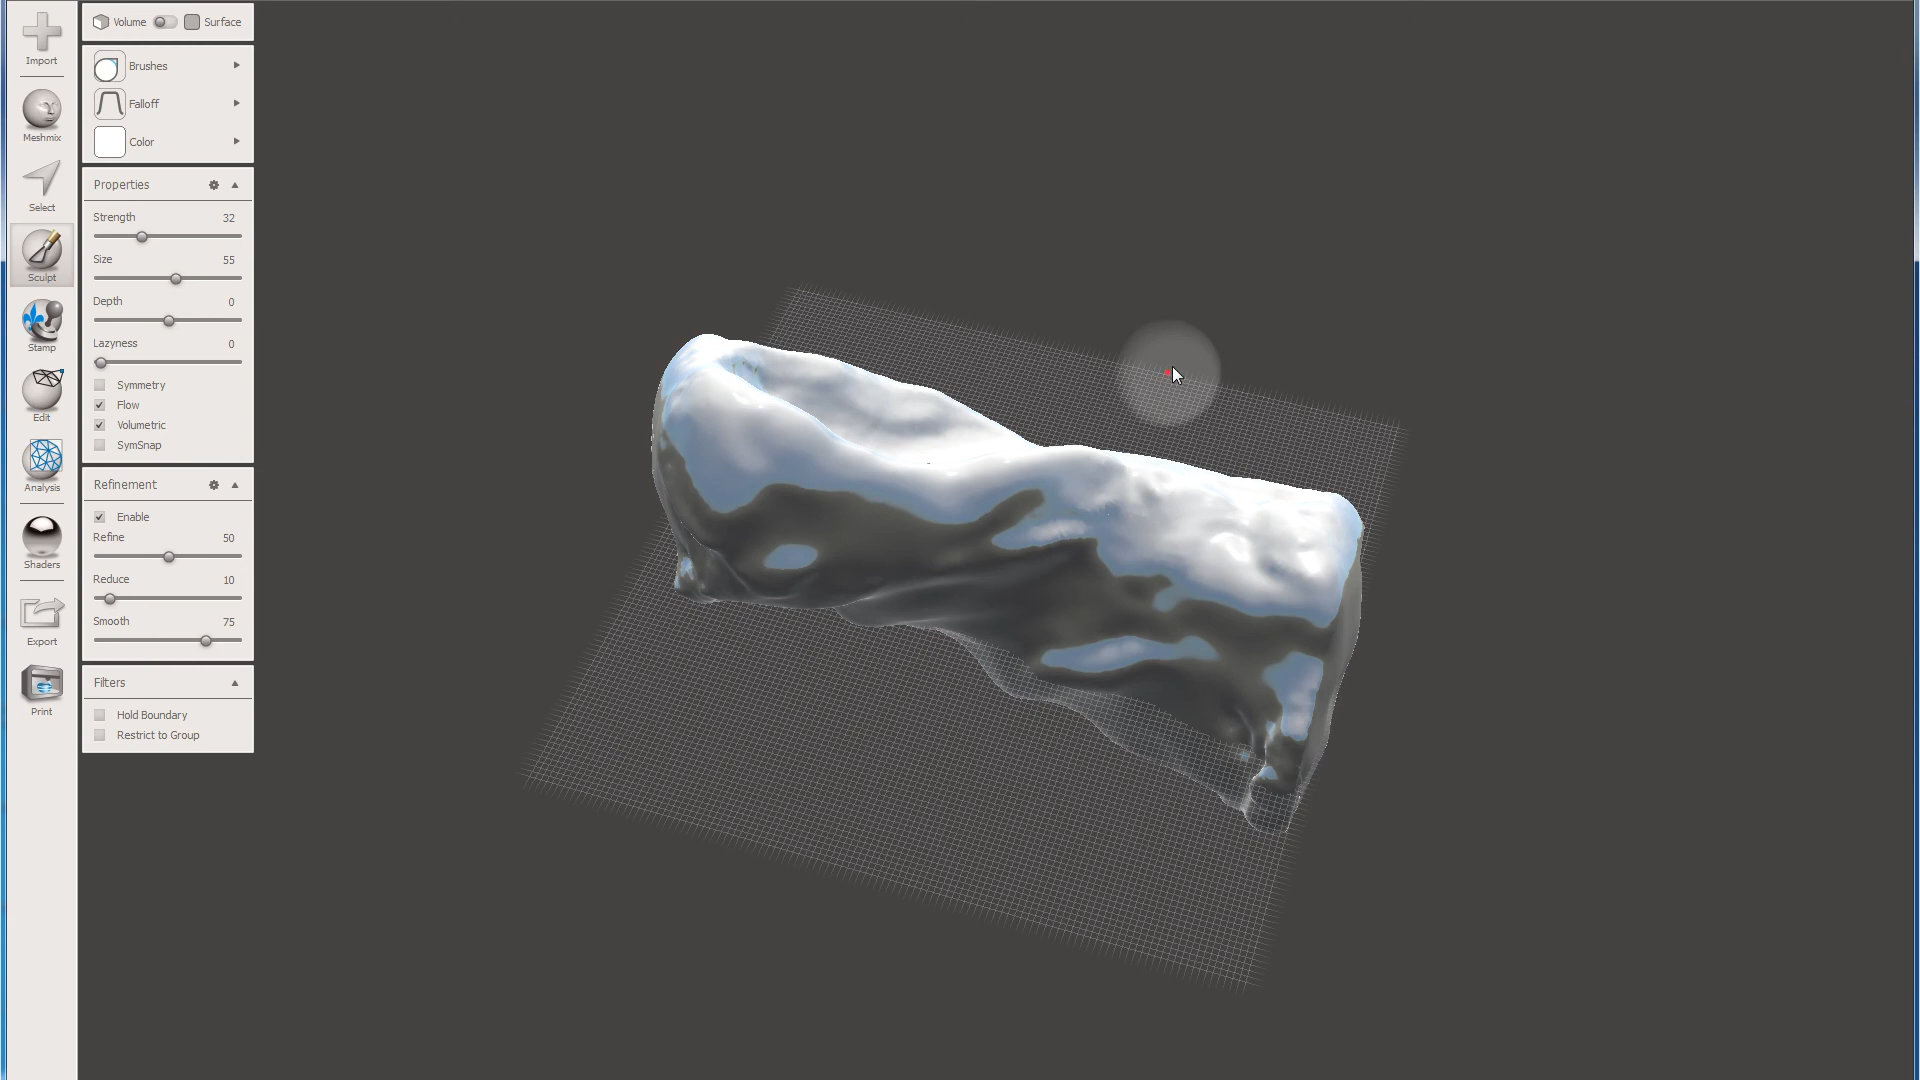 Import
Meshmix
Select
Sculpt
Stamp
Edit
Analysis
Shaders
Export
Print
Volume Surface
Brushes
Falloff
Color
Properties
Strength 32
Size 55
Depth 0
Lazyness 0
Symmetry
Flow
Volumetric
SymSnap
Refinement
Enable
Refine 50
Reduce 10
Smooth 75
Filters
Hold Boundary
Restrict to Group